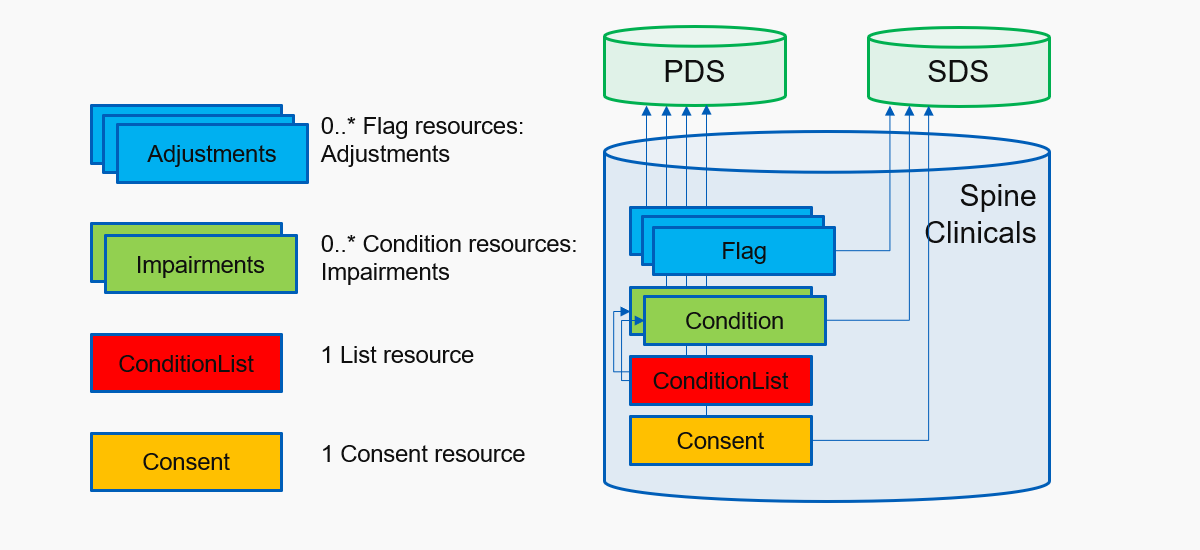 Adjustments
0..* Flag resources:
Adjustments
Impairments
0..* Condition resources:
Impairments
ConditionList
1 List resource
Consent
1 Consent resource
PDS
SDS
Spine
Clinicals
Flag
Condition
ConditionList
Consent